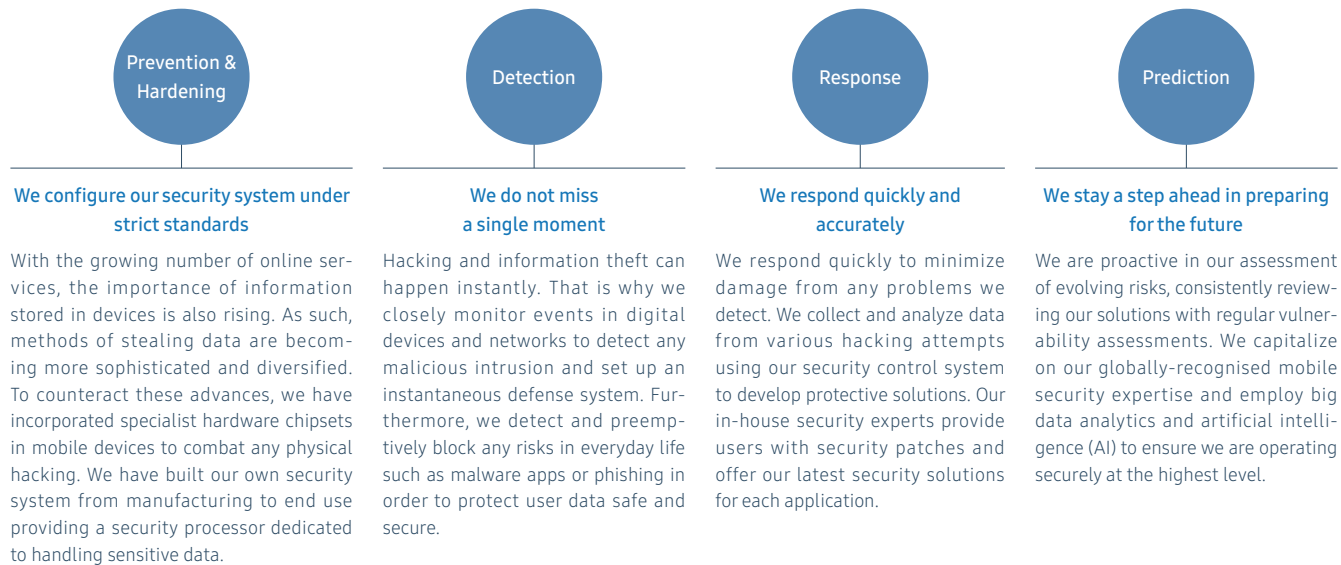 Prevention &
Hardening
We configure our security system under
strict standards
With the growing number of online ser-
vices, the importance of information
stored in devices is also rising. As such,
methods of stealing data are becom-
ing more sophisticated and diversified.
To counteract these advances, we have
incorporated specialist hardware chipsets
in mobile devices to combat any physical
hacking. We have built our own security
system from manufacturing to end use
providing a security processor dedicated
to handling sensitive data.
Detection
We do not miss
a single moment
Hacking and information theft can
happen instantly. That is why we
closely monitor events in digital
devices and networks to detect any
malicious intrusion and set up an
instantaneous defense system. Fur-
thermore, we detect and preemp-
tively block any risks in everyday life
such as malware apps or phishing in
order to protect user data safe and
secure.
Response
We respond quickly and
accurately
We respond quickly to minimize
damage from any problems we
detect. We collect and analyze data
from various hacking attempts
using our security control system
to develop protective solutions. Our
in-house security experts provide
users with security patches and
offer our latest security solutions
for each application.
Prediction
We stay a step ahead in preparing
for the future
We are proactive in our assessment
of evolving risks, consistently review-
ing our solutions with regular vulner-
ability assessments. We capitalize
on our globally-recognised mobile
security expertise and employ big
data analytics and artificial intelli-
gence (AI) to ensure we are operating
securely at the highest level.